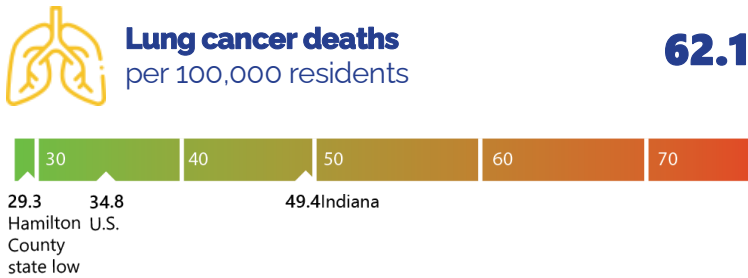 Lung cancer deaths
per 100,000 residents
62.1
30 40 50 60 70
29.3 34.8 49.4Indiana
Hamilton U.S.
County
state low